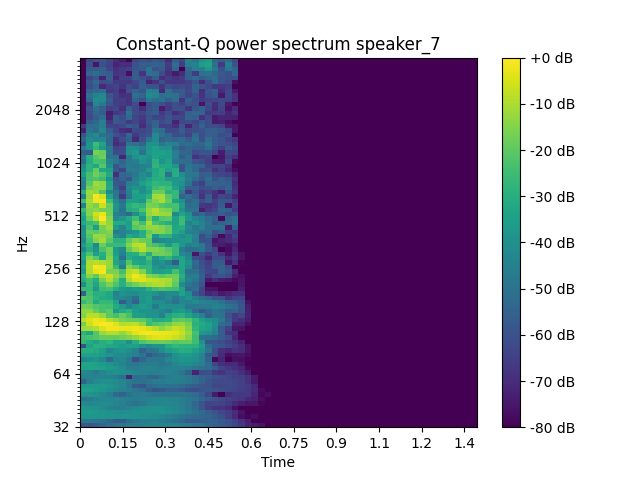 Constant-Q power spectrum speaker_7
Hz
2048
1024
512
256
128
64
32
0 0.15 0.3 0.45 0.6 0.75 0.9 1.1 1.2 1.4
Time
+0 dB
-10 dB
-20 dB
-30 dB
-40 dB
-50 dB
-60 dB
-70 dB
-80 dB